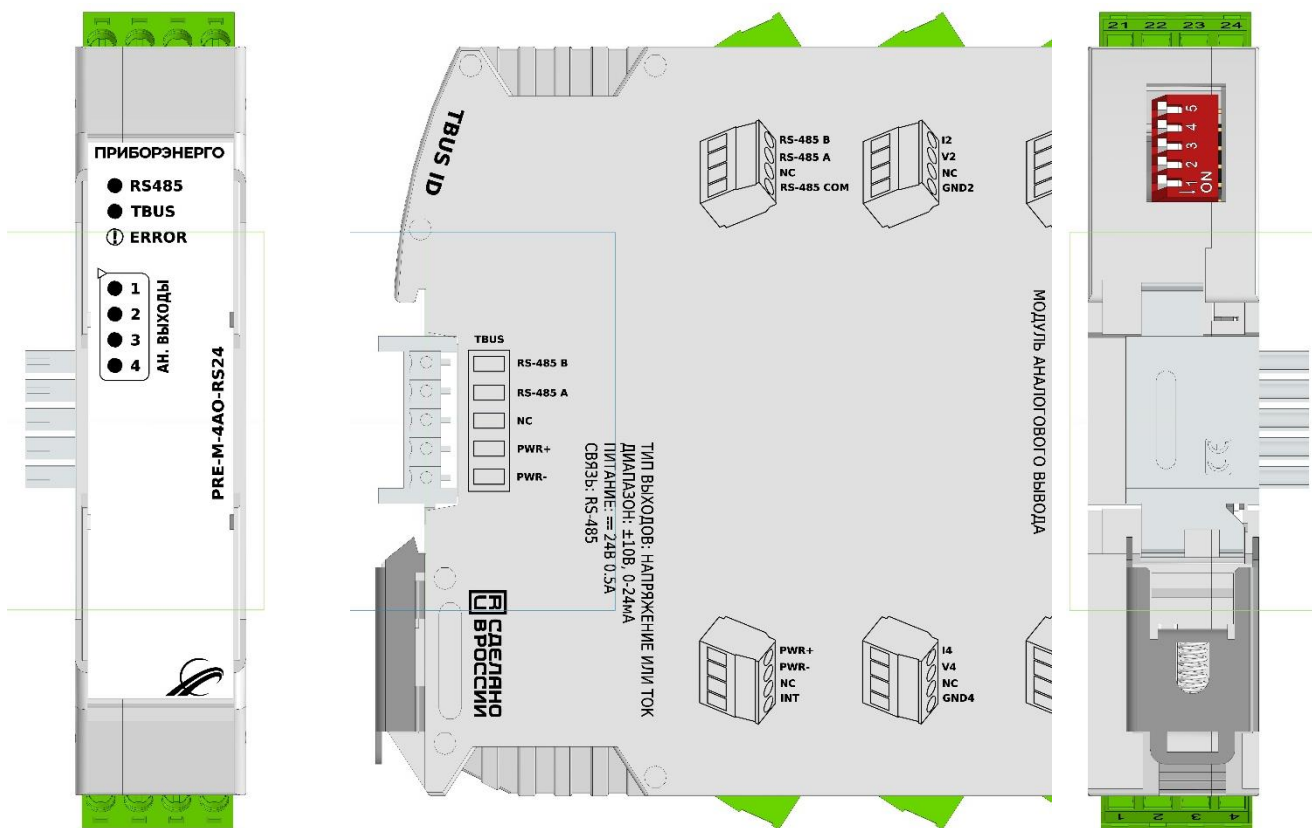 ПРИБОРЭНЕРГО
RS485
TBUS
! ERROR
1
2
3
4
АН. ВЫХОДЫ
PRE-M-4AO-RS24
TBUS ID
RS-485 B
RS-485 A
NC
RS-485 COM
I2
V2
NC
GND2
TBUS
RS-485 B
RS-485 A
NC
PWR+
PWR-
МОДУЛЬ АНАЛОГОВОГО ВЫВОДА
ТИП ВЫХОДОВ: НАПРЯЖЕНИЕ ИЛИ ТОК
ДИАПАЗОН: ±10В, 0-24мА
ПИТАНИЕ: ⎓ 24В 0.5А
СВЯЗЬ: RS-485
RU
СДЕЛАНО
В РОССИИ
PWR+
PWR-
NC
INT
I4
V4
NC
GND4
21 22 23 24
5
4
3
2
↓1
ON
CE
1 2 3 4